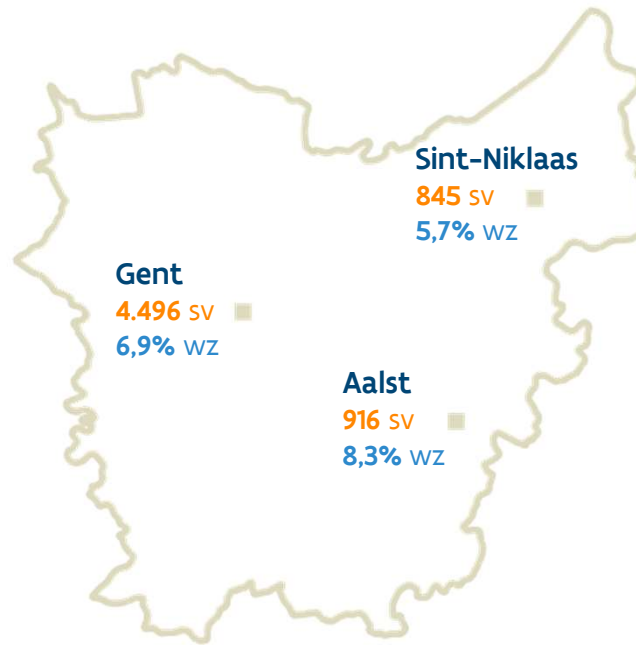 Sint-Niklaas
845 SV
5,7% WZ
Gent
4.496 SV
6,9% WZ
Aalst
916 SV
8,3% WZ